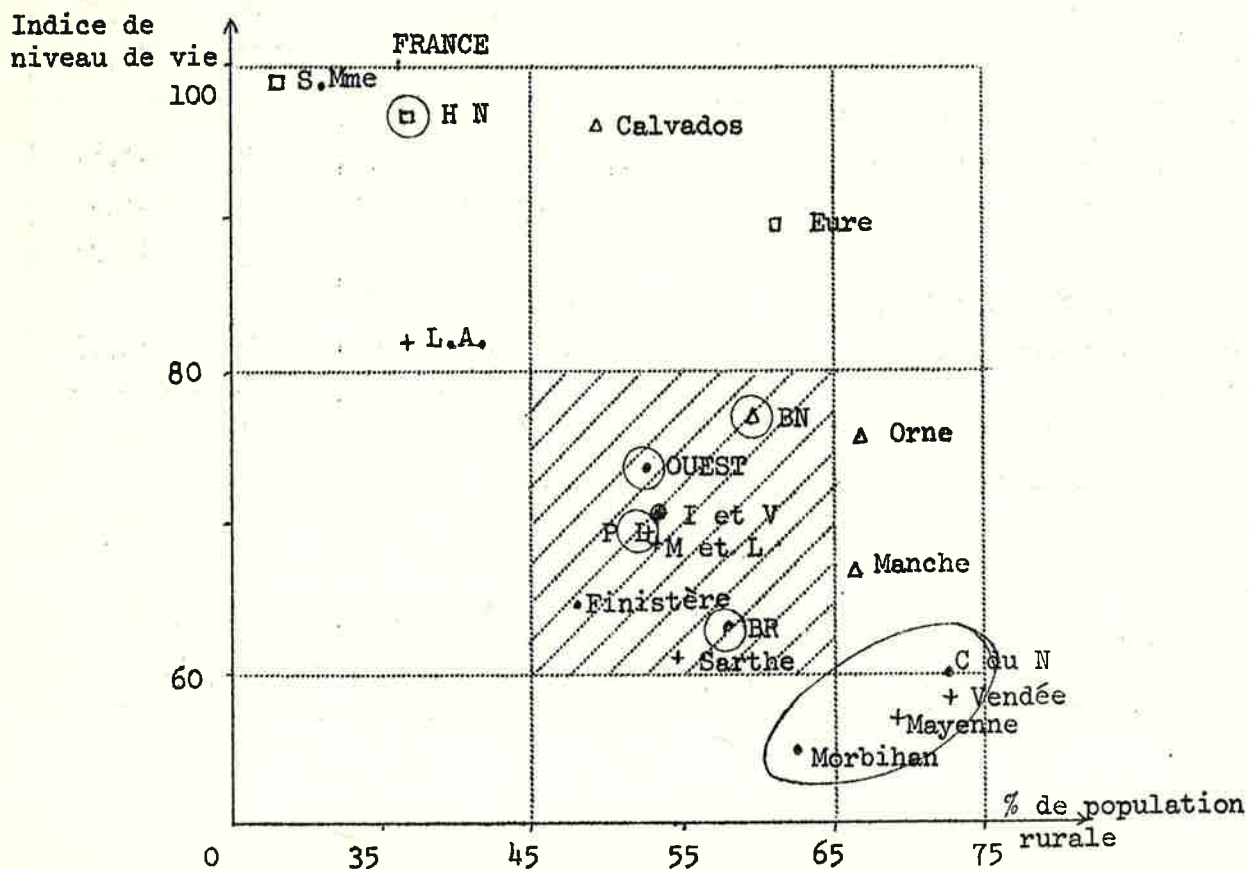 Indice de
niveau de vie
FRANCE
100
S.Mme
H N
Calvados
Eure
L.A.
80
BN
Orne
OUEST
I et V
P L
M et L
Manche
Finistère
BR
Sarthe
60
C du N
Vendée
Mayenne
Morbihan
% de population
rurale
0 35 45 55 65 75